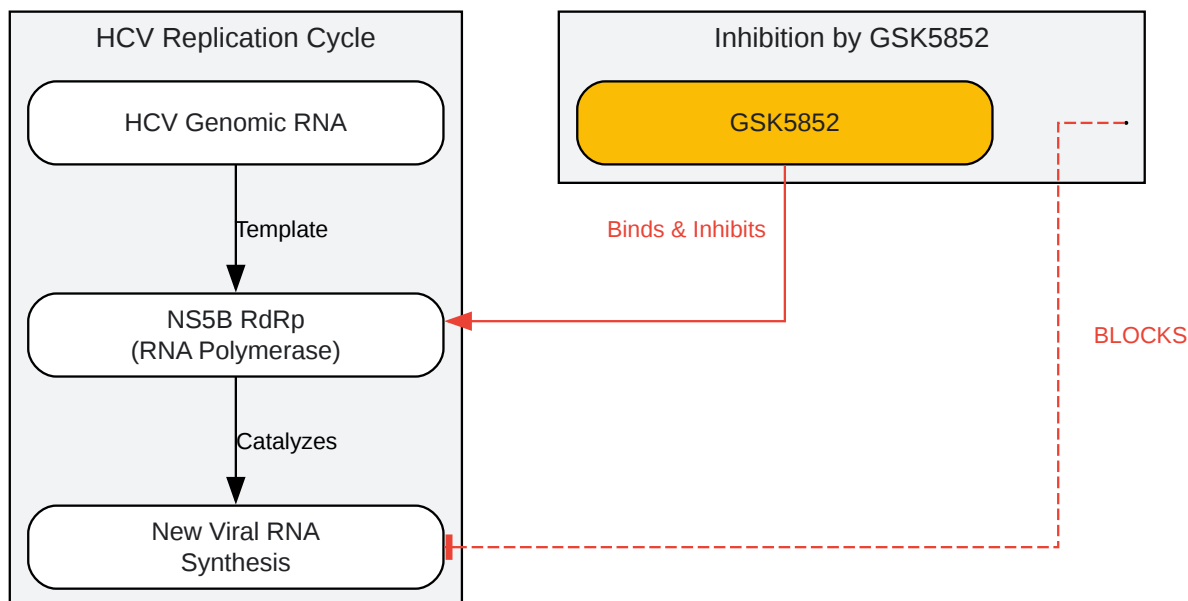 HCV Replication Cycle
HCV Genomic RNA
Template
NS5B RdRp
(RNA Polymerase)
Catalyzes
New Viral RNA
Synthesis
Inhibition by GSK5852
GSK5852
Binds & Inhibits
BLOCKS